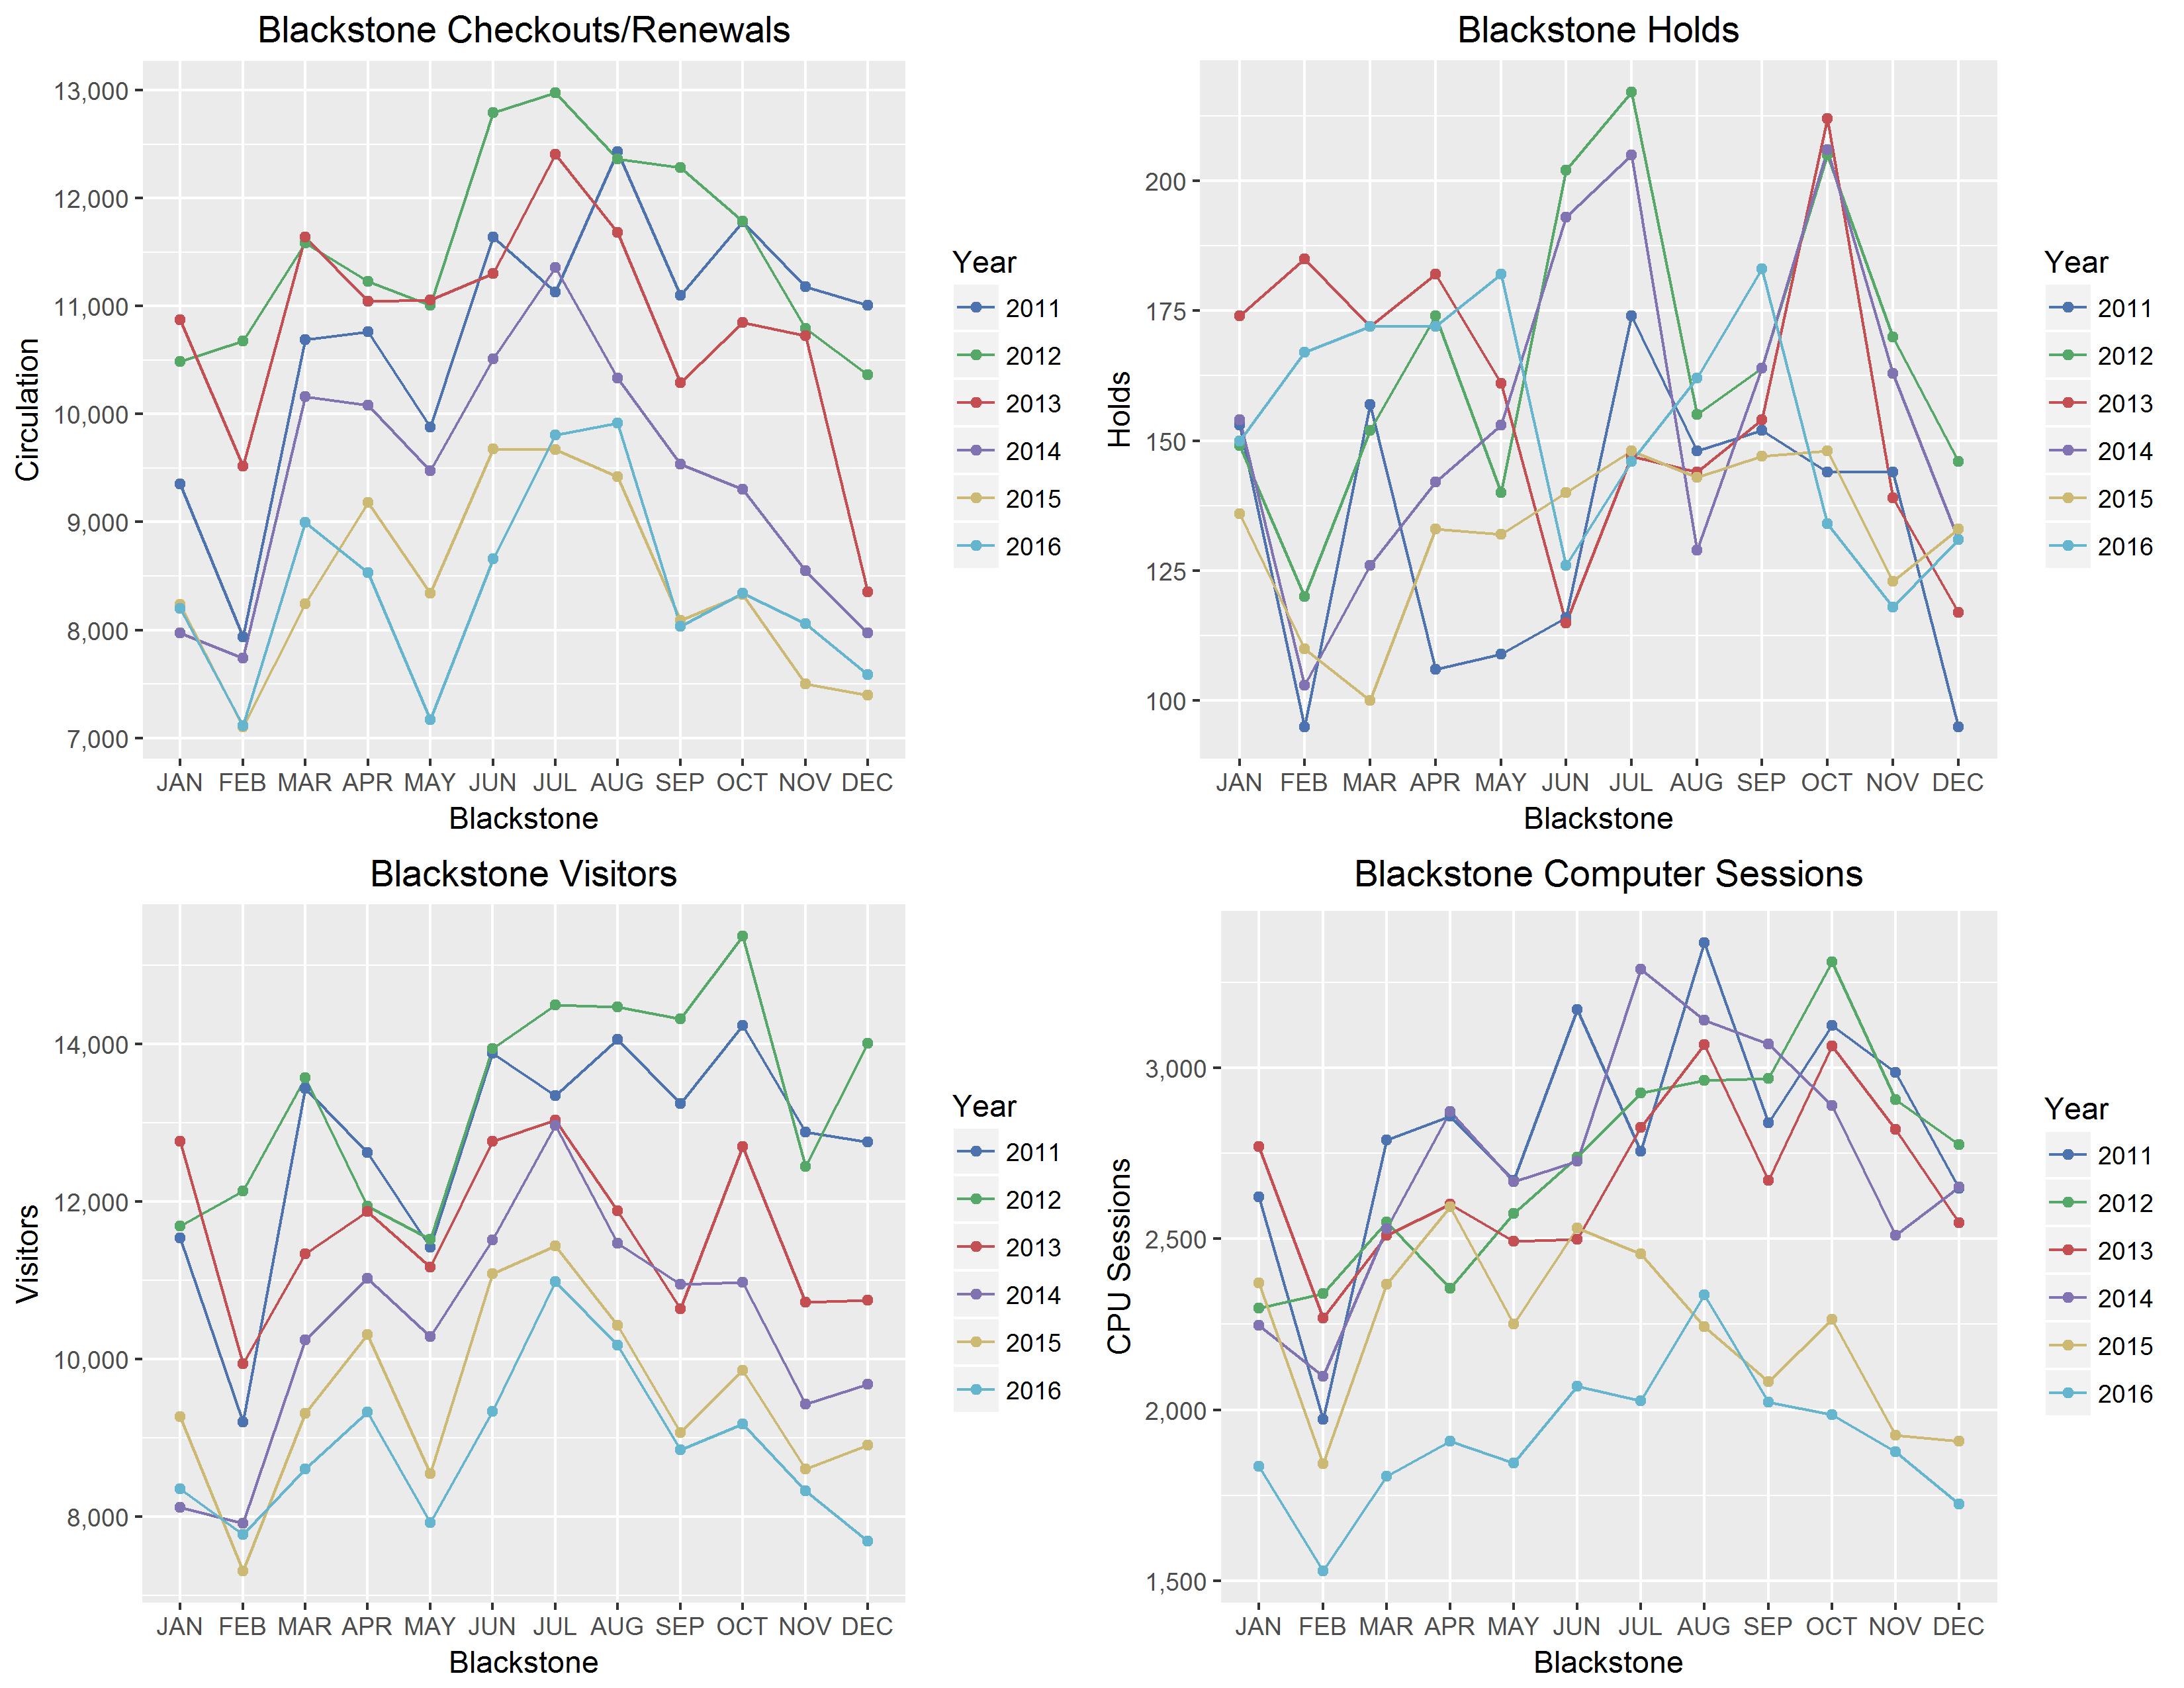 Blackstone Checkouts/Renewals
Circulation
13,000
12,000
11,000
10,000
9,000
8,000
7,000
JAN FEB MAR APR MAY JUN JUL AUG SEP OCT NOV DEC
Blackstone
Year
2011
2012
2013
2014
2015
2016
Blackstone Holds
Holds
200
175
150
125
100
JAN FEB MAR APR MAY JUN JUL AUG SEP OCT NOV DEC
Blackstone
Year
2011
2012
2013
2014
2015
2016
Blackstone Visitors
Visitors
14,000
12,000
10,000
8,000
JAN FEB MAR APR MAY JUN JUL AUG SEP OCT NOV DEC
Blackstone
Year
2011
2012
2013
2014
2015
2016
Blackstone Computer Sessions
CPU Sessions
3,000
2,500
2,000
1,500
JAN FEB MAR APR MAY JUN JUL AUG SEP OCT NOV DEC
Blackstone
Year
2011
2012
2013
2014
2015
2016